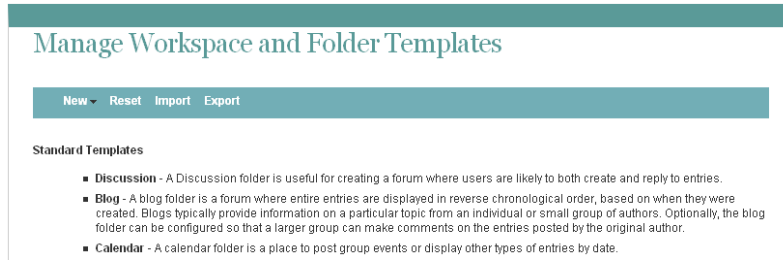 Manage Workspace and Folder Templates
New Reset Import Export
Standard Templates
Discussion - A Discussion folder is useful for creating a forum where users are likely to both create and reply to entries.
Blog - A blog folder is a forum where entire entries are displayed in reverse chronological order, based on when they were
created. Blogs typically provide information on a particular topic from an individual or small group of authors. Optionally, the blog
folder can be configured so that a larger group can make comments on the entries posted by the original author.
Calendar - A calendar folder is a place to post group events or display other types of entries by date.